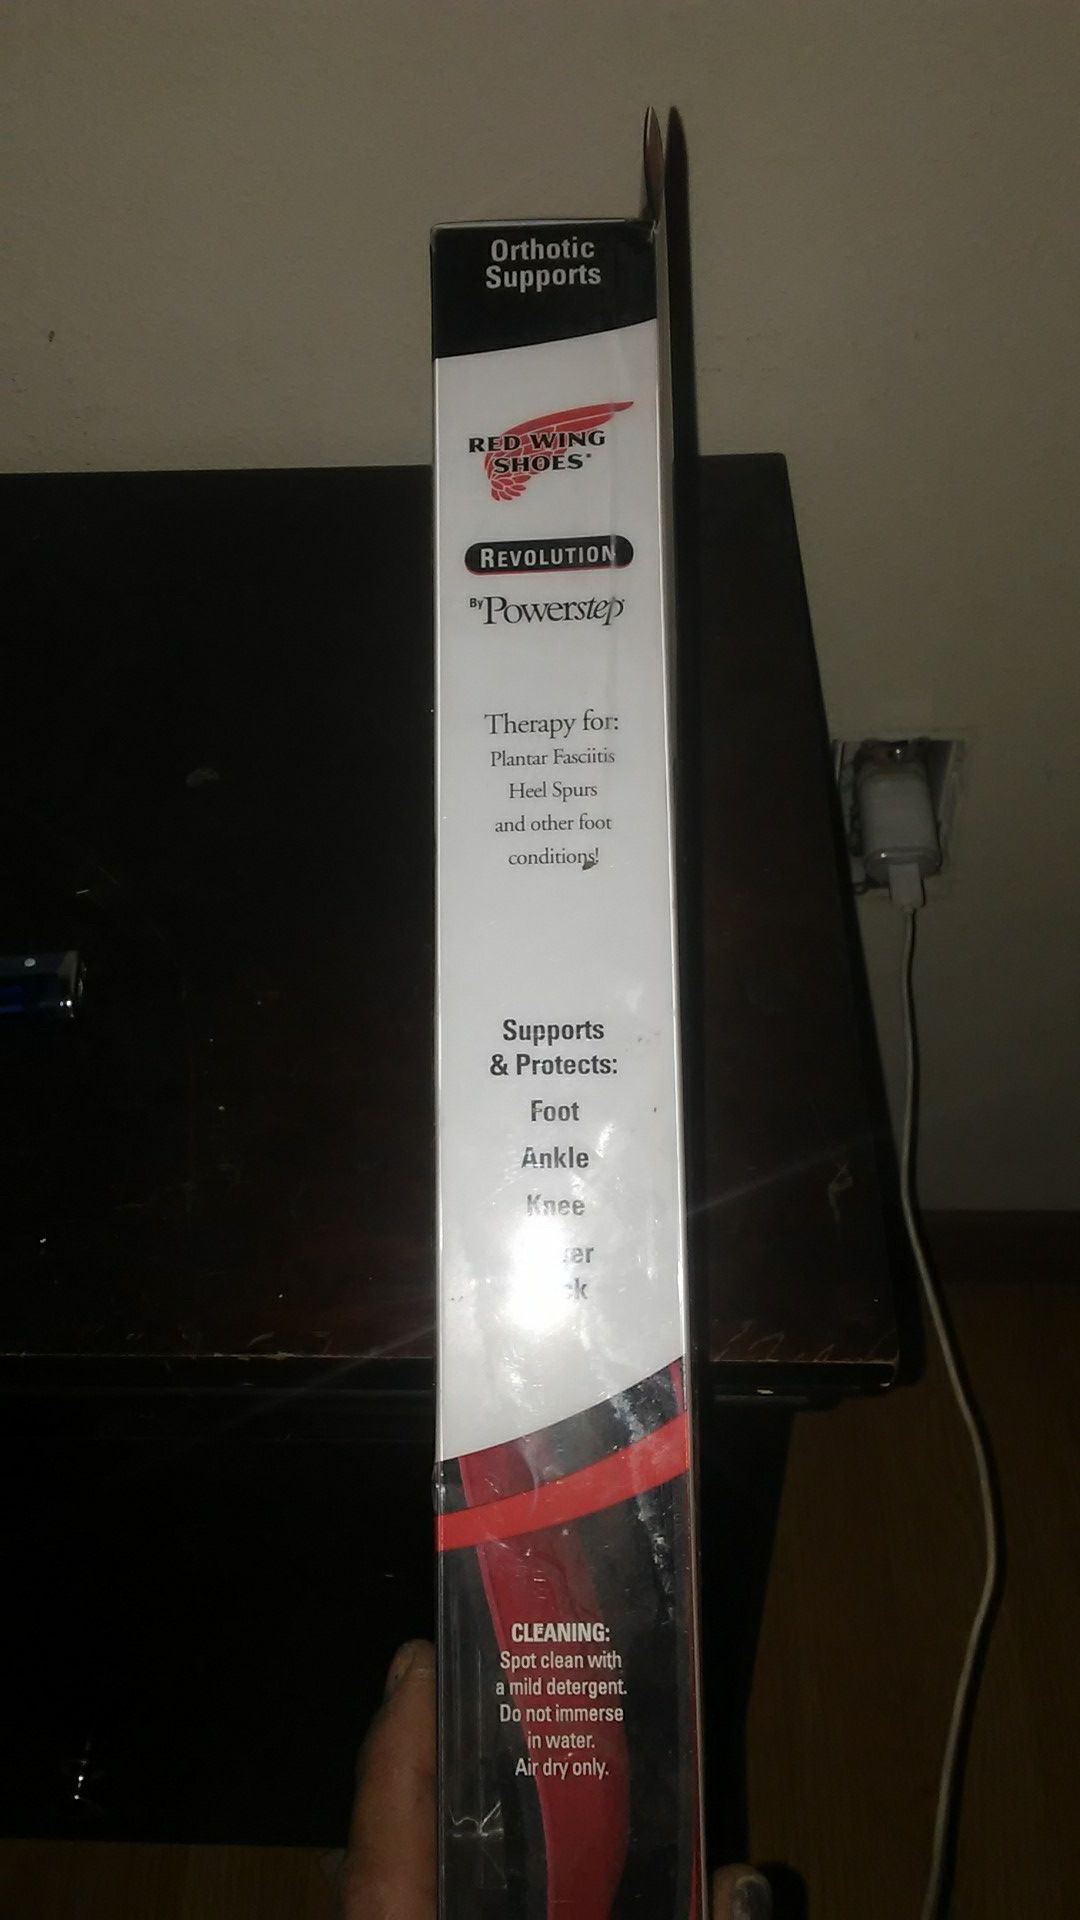 Orthotic
Supports
RED WING
SHOES®
REVOLUTION
By Powerstep
Therapy for:
Plantar Fasciitis
Heel Spurs
and other foot
conditions!
Supports
& Protects:
Foot
Ankle
Knee
CLEANING:
Spot clean with
a mild detergent.
Do not immerse
in water.
Air dry only.